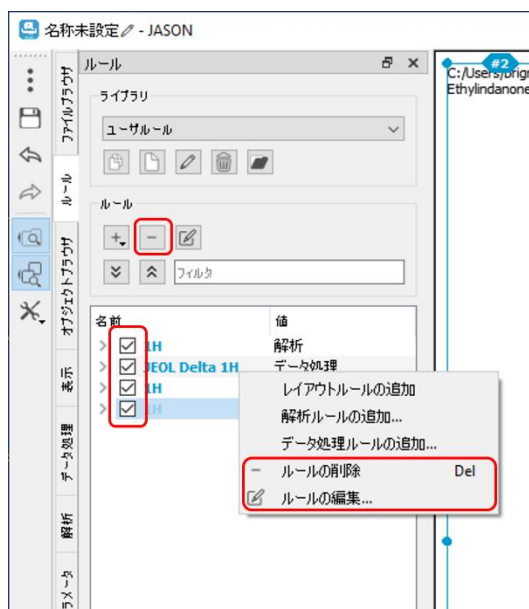 名称未設定 - JASON
ルール
ファイルブラウザ
ルール
オブジェクトブラウザ
表示
データ処理
解析
ラメータ
ライブラリ
ユーザルール
ルール
フィルタ
名前 値
1H 解析
JEOL Delta 1H データ処理
1H
1H
レイアウトルールの追加
解析ルールの追加...
データ処理ルールの追加...
ルールの削除 Del
ルールの編集...
#2
C:/Users/brigr
Ethylindanone